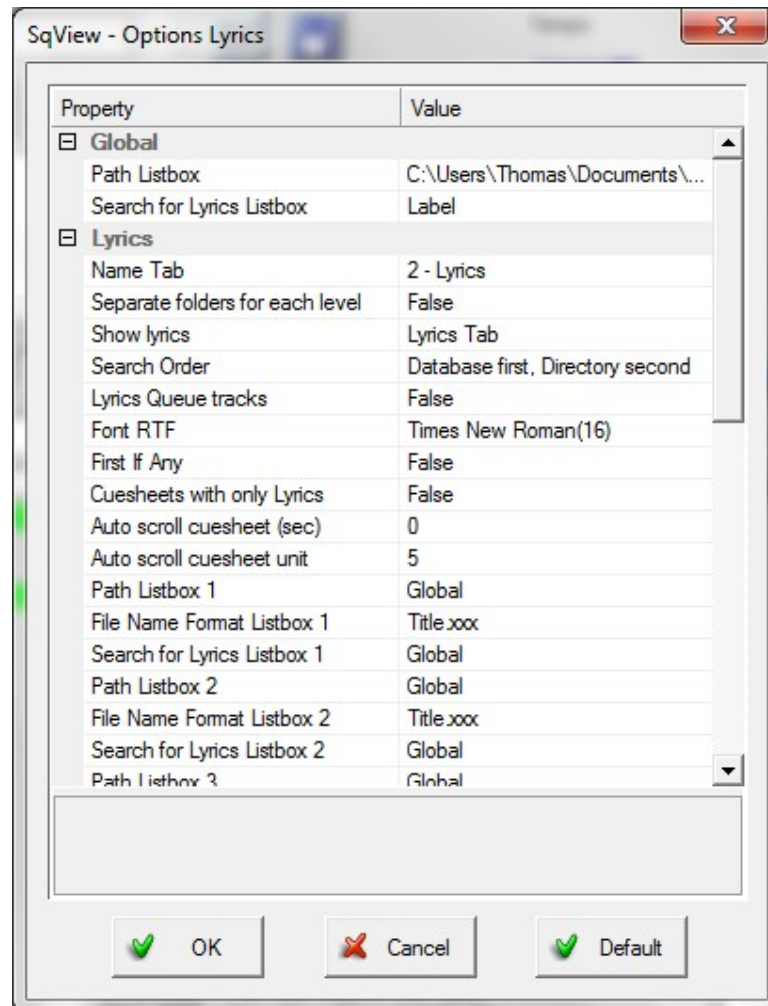 SqView - Options Lyrics
Property Value
Global
Path Listbox C:\Users\Thomas\Documents\...
Search for Lyrics Listbox Label
Lyrics
Name Tab 2 - Lyrics
Separate folders for each level False
Show lyrics Lyrics Tab
Search Order Database first, Directory second
Lyrics Queue tracks False
Font RTF Times New Roman(16)
First If Any False
Cuesheets with only Lyrics False
Auto scroll cuesheet (sec) 0
Auto scroll cuesheet unit 5
Path Listbox 1 Global
File Name Format Listbox 1 Title.xxx
Search for Lyrics Listbox 1 Global
Path Listbox 2 Global
File Name Format Listbox 2 Title.xxx
Search for Lyrics Listbox 2 Global
Path Listbox 3 Global
OK Cancel Default